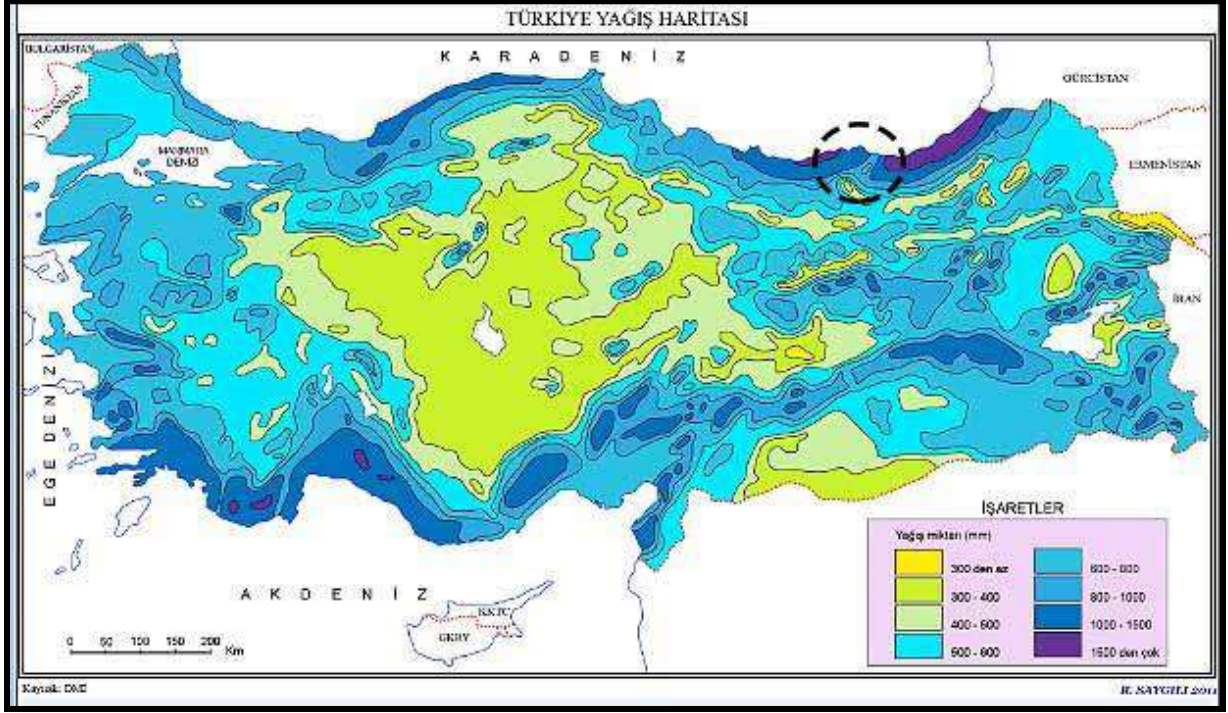 TÜRKİYE YAĞIŞ HARİTASI
BULGARİSTAN
K A R A D E N İ Z
GÜRCİSTAN
YUNANİSTAN
MARMARA
DENİZİ
ERMENİSTAN
İRAN
E G E D E N İ Z İ
İŞARETLER
Yağış miktarı (mm)
300 den az
600 - 800
300 - 400
800 - 1000
400 - 500
1000 - 1500
500 - 600
1500 den çok
A K D E N İ Z
KKTC
GKRY
0 50 100 150 200
Km
Kaynak: DMİ
R. SAYGILI 2011